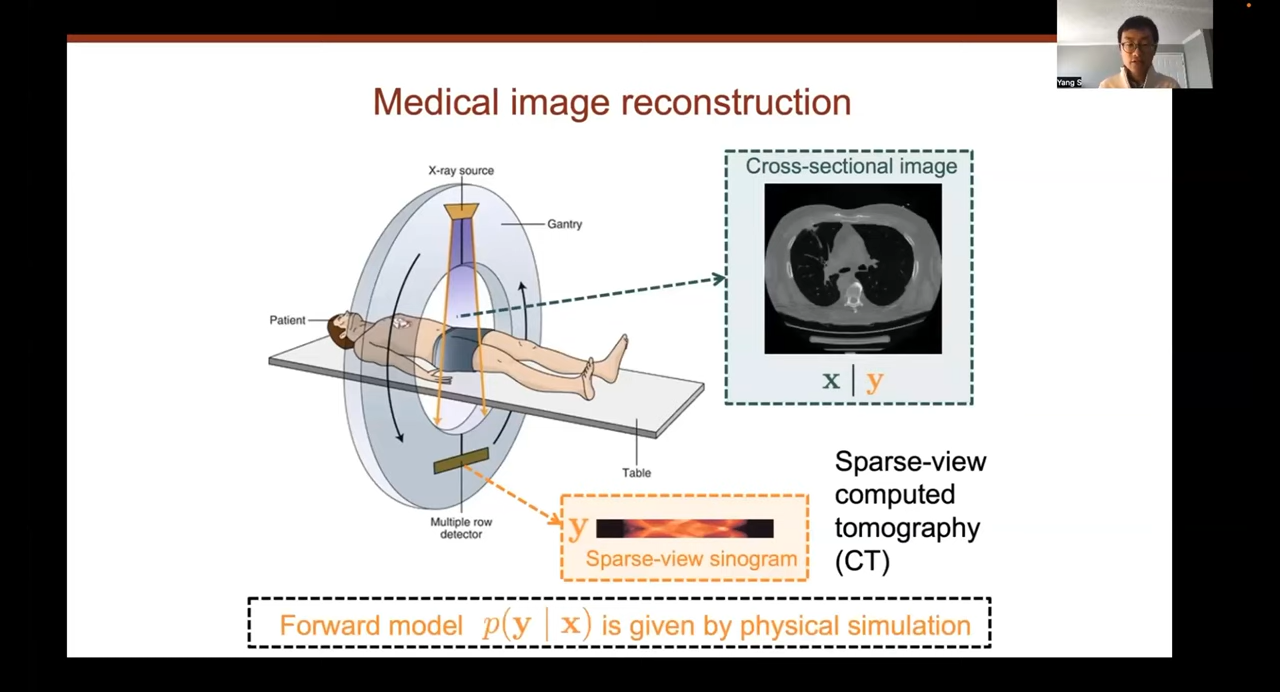 Yang S
Medical image reconstruction
X-ray source
Gantry
Patient
Table
Multiple row
detector
Cross-sectional image
x | y
y
Sparse-view sinogram
Sparse-view
computed
tomography
(CT)
Forward model p(y | x) is given by physical simulation